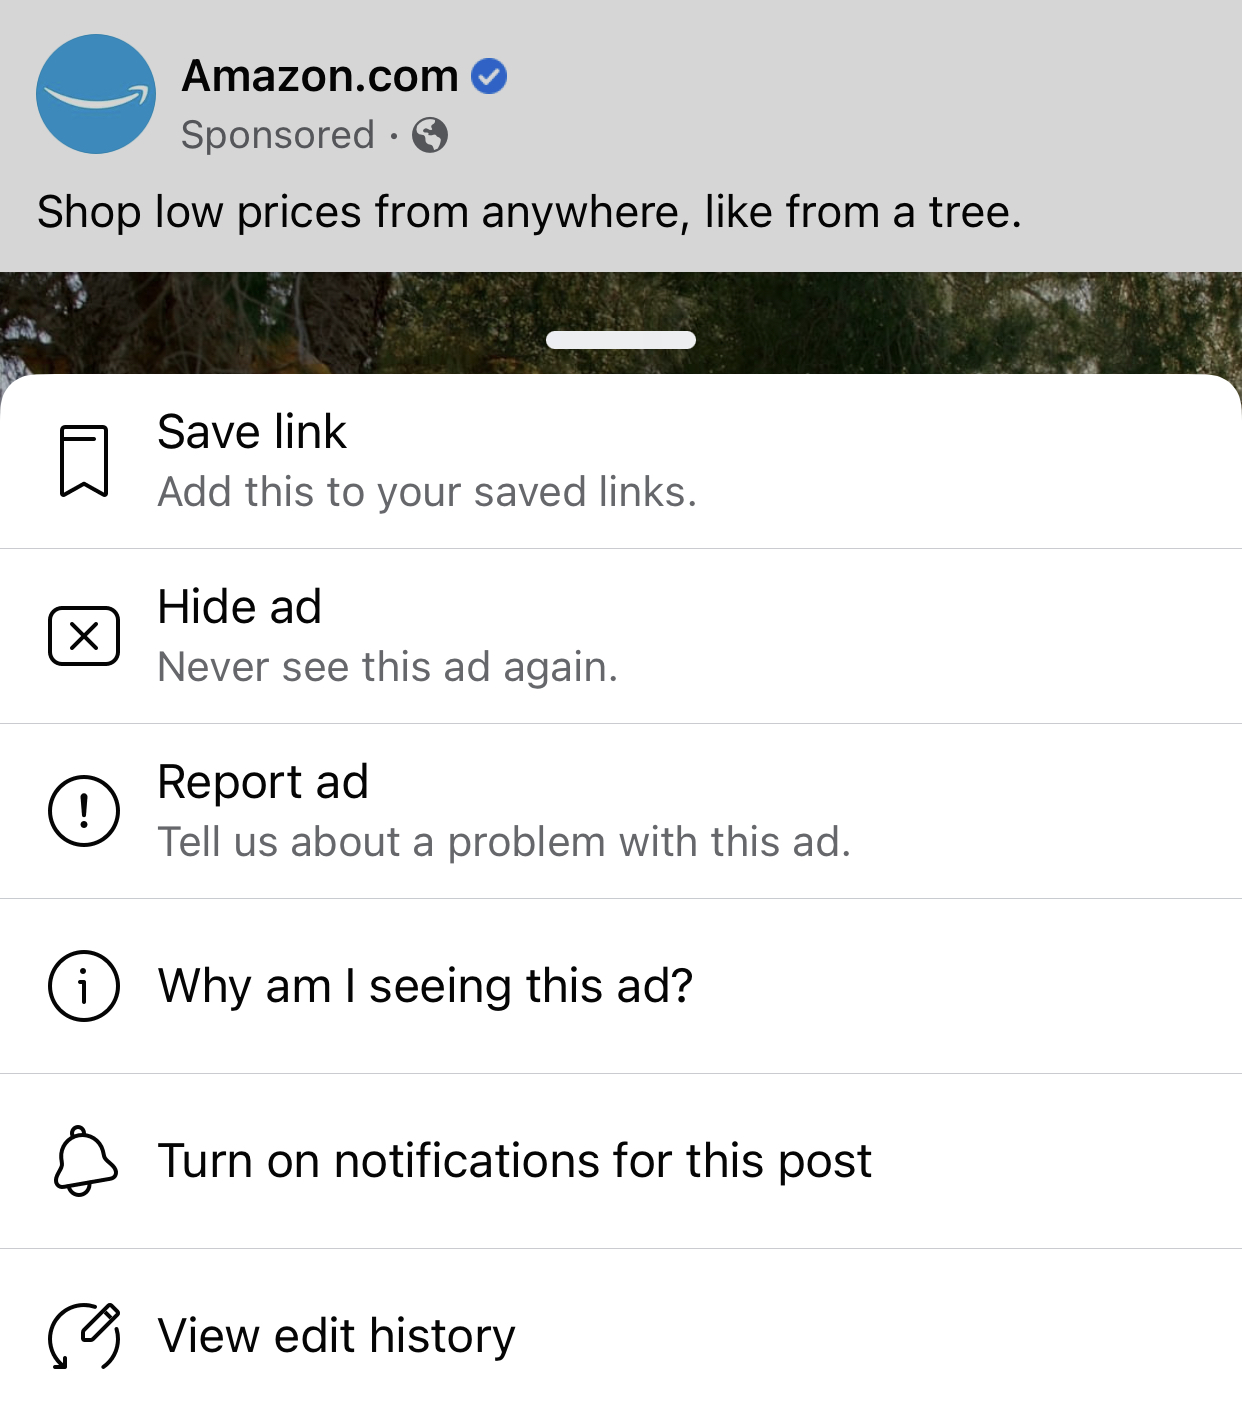 Amazon.com
Sponsored ·
Shop low prices from anywhere, like from a tree.
Save link
Add this to your saved links.
Hide ad
Never see this ad again.
Report ad
Tell us about a problem with this ad.
Why am I seeing this ad?
Turn on notifications for this post
View edit history